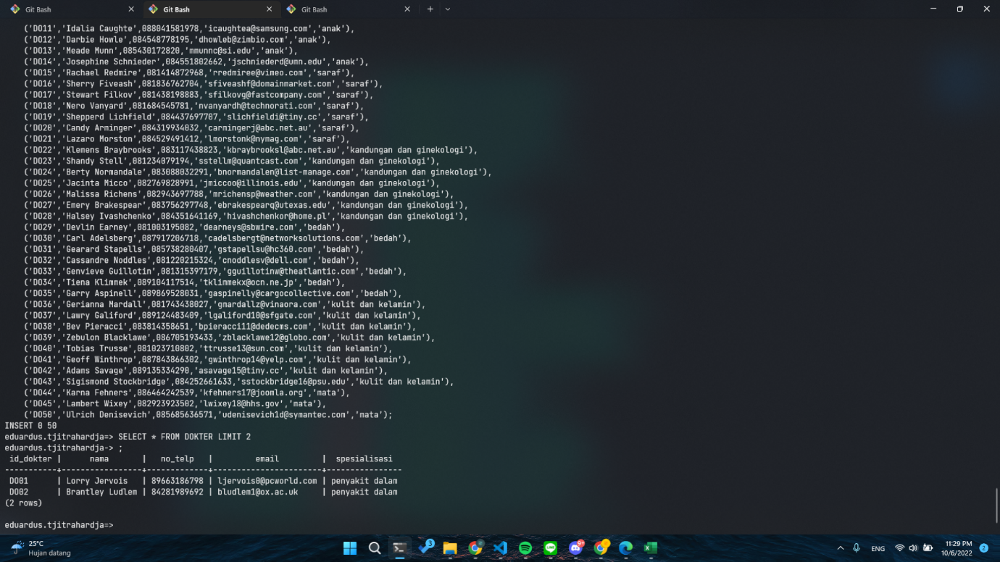 Git Bash
Git Bash
Git Bash
('DO11','Idalia Caughte',088041581978,'icaughtea@samsung.com','anak'),
('DO12','Darbie Howle',084548778195,'dhowleb@zimbio.com','anak'),
('DO13','Meade Munn',085430172820,'mmunnc@si.edu','anak'),
('DO14','Josephine Schnieder',084551802662,'jschniederd@umn.edu','anak'),
('DO15','Rachael Redmire',081414872968,'rredmiree@vimeo.com','saraf'),
('DO16','Sherry Fiveash',081836762704,'sfiveashf@domainmarket.com','saraf'),
('DO17','Stewart Filkov',081438198883,'sfilkovg@fastcompany.com','saraf'),
('DO18','Nero Vanyard',081684545781,'nvanyardh@technorati.com','saraf'),
('DO19','Shepperd Lichfield',084437697707,'slichfieldi@tiny.cc','saraf'),
('DO20','Candy Arminger',084319934032,'carmingerj@abc.net.au','saraf'),
('DO21','Lazaro Morston',084529491412,'lmorstonk@nymag.com','saraf'),
('DO22','Klemens Braybrooks',083117438823,'kbraybrooksl@abc.net.au','kandungan dan ginekologi'),
('DO23','Shandy Stell',081234079194,'sstellm@quantcast.com','kandungan dan ginekologi'),
('DO24','Berty Normandale',083088032291,'bnormandalen@list-manage.com','kandungan dan ginekologi'),
('DO25','Jacinta Micco',082769828991,'jmiccoo@illinois.edu','kandungan dan ginekologi'),
('DO26','Malissa Richens',082943697788,'mrichensp@weather.com','kandungan dan ginekologi'),
('DO27','Emery Brakespear',083756297748,'ebrakespearq@utexas.edu','kandungan dan ginekologi'),
('DO28','Halsey Ivashchenko',084351641169,'hivashchenkor@home.pl','kandungan dan ginekologi'),
('DO29','Devlin Earney',081003195082,'dearneys@sbwire.com','bedah'),
('DO30','Carl Adelsberg',087917206718,'cadelsbergt@networksolutions.com','bedah'),
('DO31','Gearard Stapells',085738280407,'gstapellsu@hc360.com','bedah'),
('DO32','Cassandre Noddles',081220215324,'cnoddlesv@dell.com','bedah'),
('DO33','Genvieve Guillotin',081315397179,'gguillotinw@theatlantic.com','bedah'),
('DO34','Tiena Klimmek',089104117514,'tklimmekx@ocn.ne.jp','bedah'),
('DO35','Garry Aspinell',089869528031,'gaspinelly@cargocollective.com','bedah'),
('DO36','Gerianna Mardall',081743438027,'gmardallz@vinaora.com','kulit dan kelamin'),
('DO37','Lawry Galiford',089124483409,'lgaliford10@sfgate.com','kulit dan kelamin'),
('DO38','Bev Pieracci',083814358651,'bpieracci11@dedecms.com','kulit dan kelamin'),
('DO39','Zebulon Blacklawe',086705193433,'zblacklawe12@globo.com','kulit dan kelamin'),
('DO40','Tobias Trusse',081023710802,'ttrusse13@sun.com','kulit dan kelamin'),
('DO41','Geoff Winthrop',087843866302,'gwinthrop14@yelp.com','kulit dan kelamin'),
('DO42','Adams Savage',089135334290,'asavage15@tiny.cc','kulit dan kelamin'),
('DO43','Sigismond Stockbridge',084252661633,'sstockbridge16@psu.edu','kulit dan kelamin'),
('DO44','Karna Fehners',086464242539,'kfehners17@joomla.org','mata'),
('DO45','Lambert Wixey',082923923502,'lwixey18@hhs.gov','mata'),
('DO50','Ulrich Denisevich',085685636571,'udenisevich1d@symantec.com','mata');
INSERT 0 50
eduardus.tjitrahardja=> SELECT * FROM DOKTER LIMIT 2
eduardus.tjitrahardja-> ;
id_dokter | nama | no_telp | email | spesialisasi
-----------+-----------------+-------------+-----------------------+----------------
DO01 | Lorry Jervois | 89663186798 | ljervois0@pcworld.com | penyakit dalam
DO02 | Brantley Ludlem | 84281989692 | bludlem1@ox.ac.uk | penyakit dalam
(2 rows)
eduardus.tjitrahardja=>
25°C
Hujan datang
3
9+
ENG
11:29 PM
10/6/2022
2